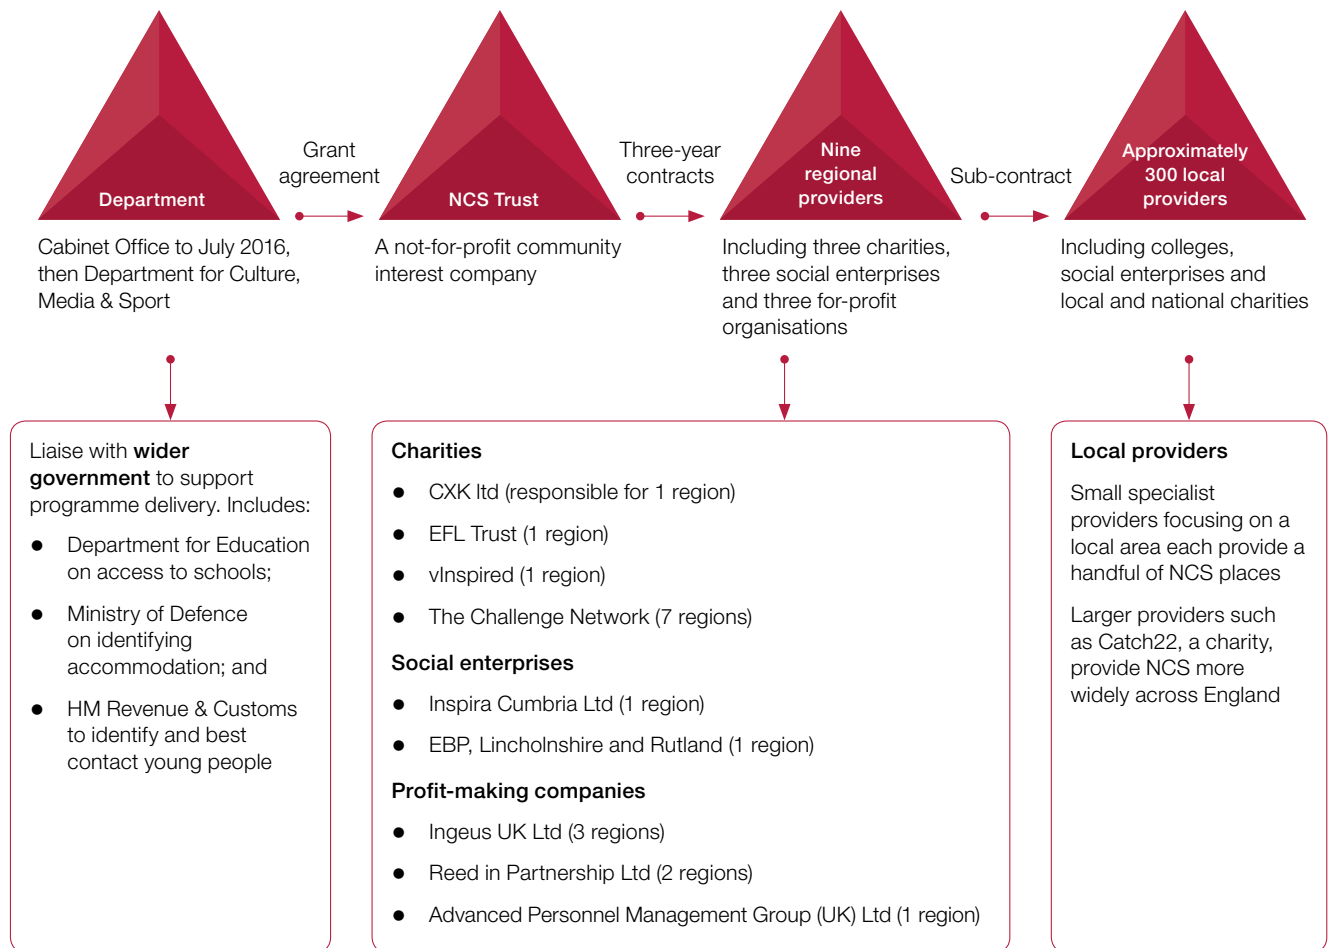 Department
Grant
agreement
NCS Trust
Three-year
contracts
Nine
regional
providers
Sub-contract
Approximately
300 local
providers
Cabinet Office to July 2016,
then Department for Culture,
Media & Sport
A not-for-profit community
interest company
Including three charities,
three social enterprises
and three for-profit
organisations
Including colleges,
social enterprises and
local and national charities
Liaise with wider
government to support
programme delivery. Includes:
● Department for Education
on access to schools;
● Ministry of Defence
on identifying
accommodation; and
● HM Revenue & Customs
to identify and best
contact young people
Charities
● CXK ltd (responsible for 1 region)
● EFL Trust (1 region)
● vInspired (1 region)
● The Challenge Network (7 regions)
Social enterprises
● Inspira Cumbria Ltd (1 region)
● EBP, Lincholnshire and Rutland (1 region)
Profit-making companies
● Ingeus UK Ltd (3 regions)
● Reed in Partnership Ltd (2 regions)
● Advanced Personnel Management Group (UK) Ltd (1 region)
Local providers
Small specialist
providers focusing on a
local area each provide a
handful of NCS places
Larger providers such
as Catch22, a charity,
provide NCS more
widely across England